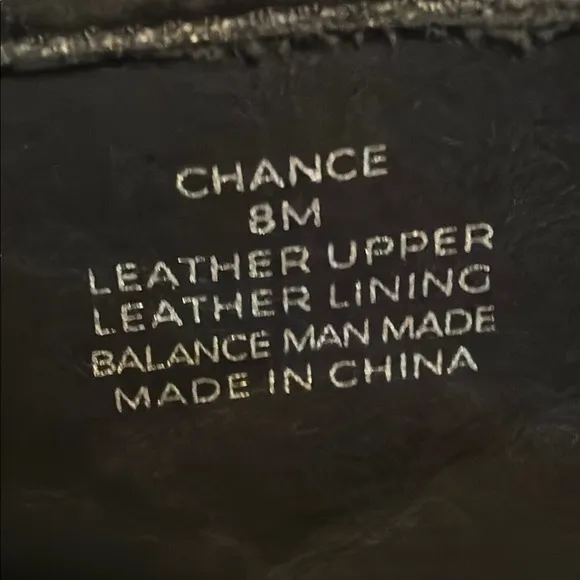 CHANCE
8M
LEATHER UPPER
LEATHER LINING
BALANCE MAN MADE
MADE IN CHINA